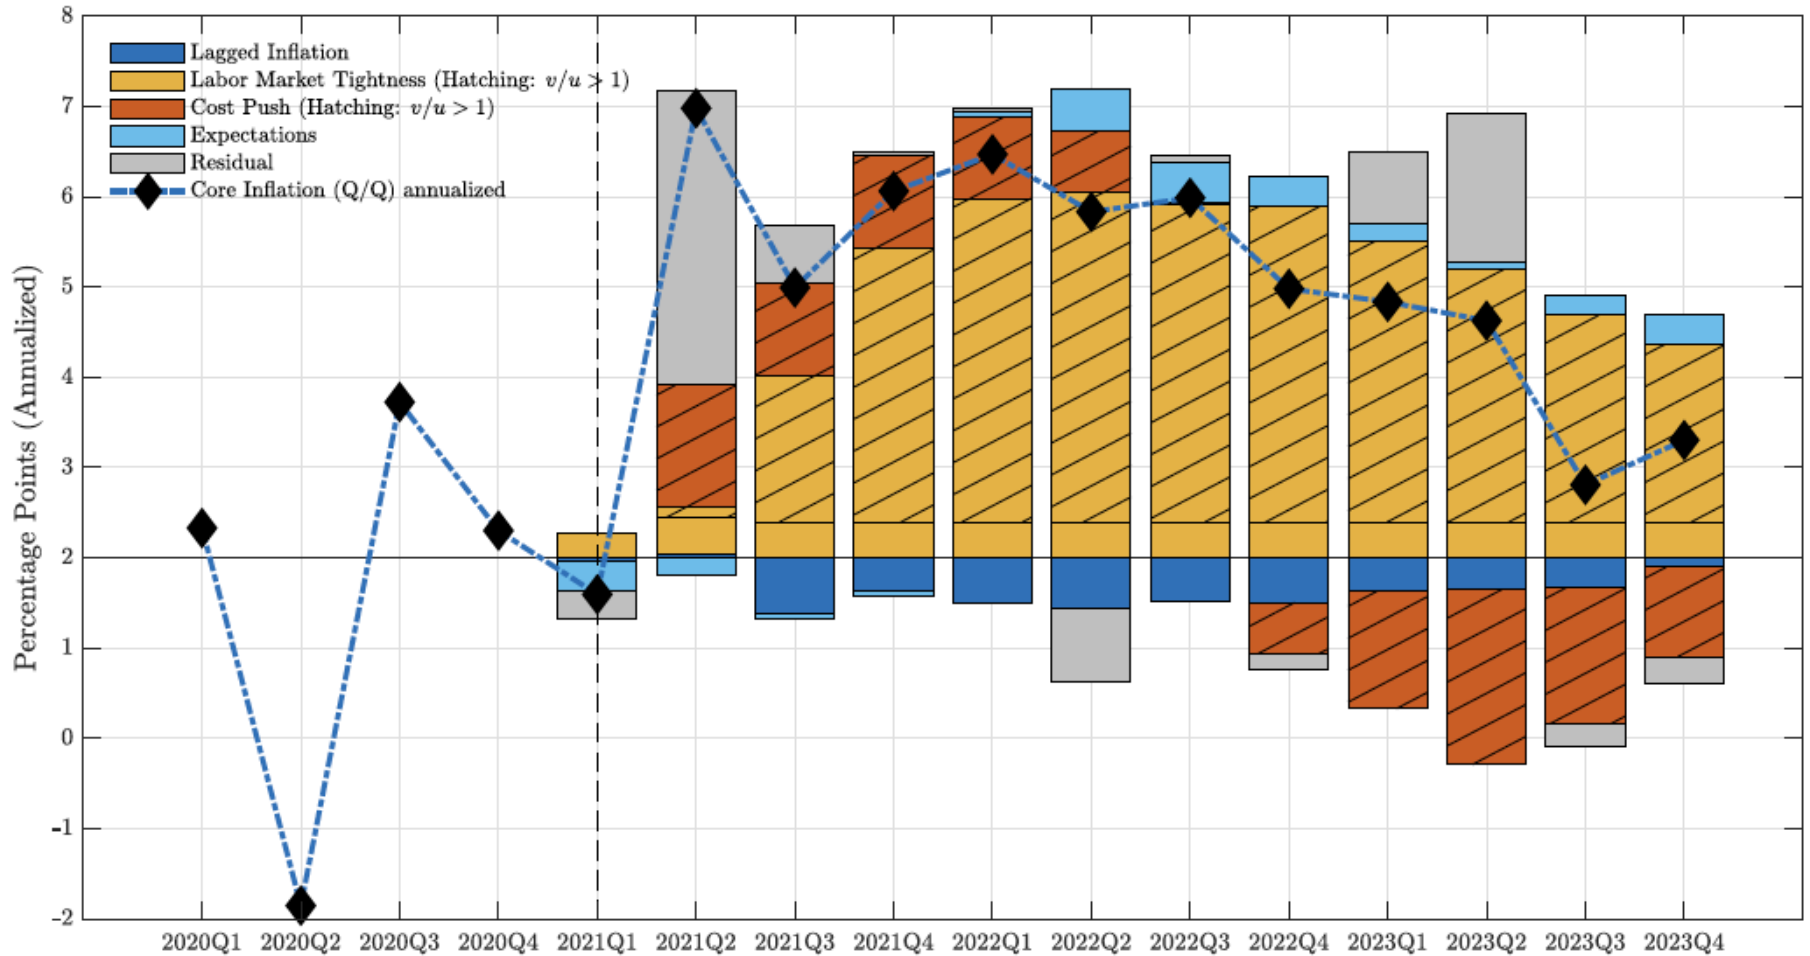 8
7
6
5
4
3
2
1
0
-1
-2
Percentage Points (Annualized)
Lagged Inflation
Labor Market Tightness (Hatching: v/u > 1)
Cost Push (Hatching: v/u > 1)
Expectations
Residual
Core Inflation (Q/Q) annualized
2020Q1 2020Q2 2020Q3 2020Q4 2021Q1 2021Q2 2021Q3 2021Q4 2022Q1 2022Q2 2022Q3 2022Q4 2023Q1 2023Q2 2023Q3 2023Q4